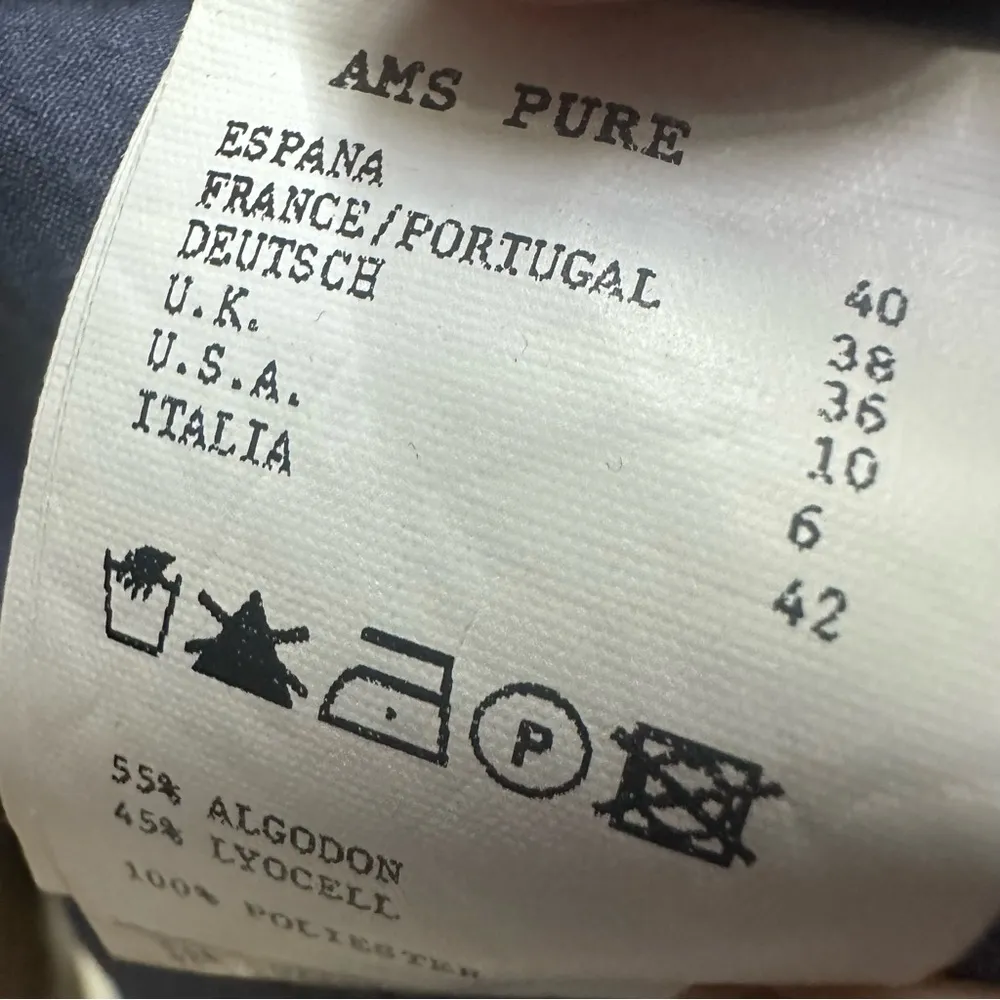 AMS PURE
ESPANA 40
FRANCE/PORTUGAL 38
DEUTSCH 36
U.K. 10
U.S.A. 6
ITALIA 42
P
55% ALGODON
45% LYOCELL
100% POLIESTER